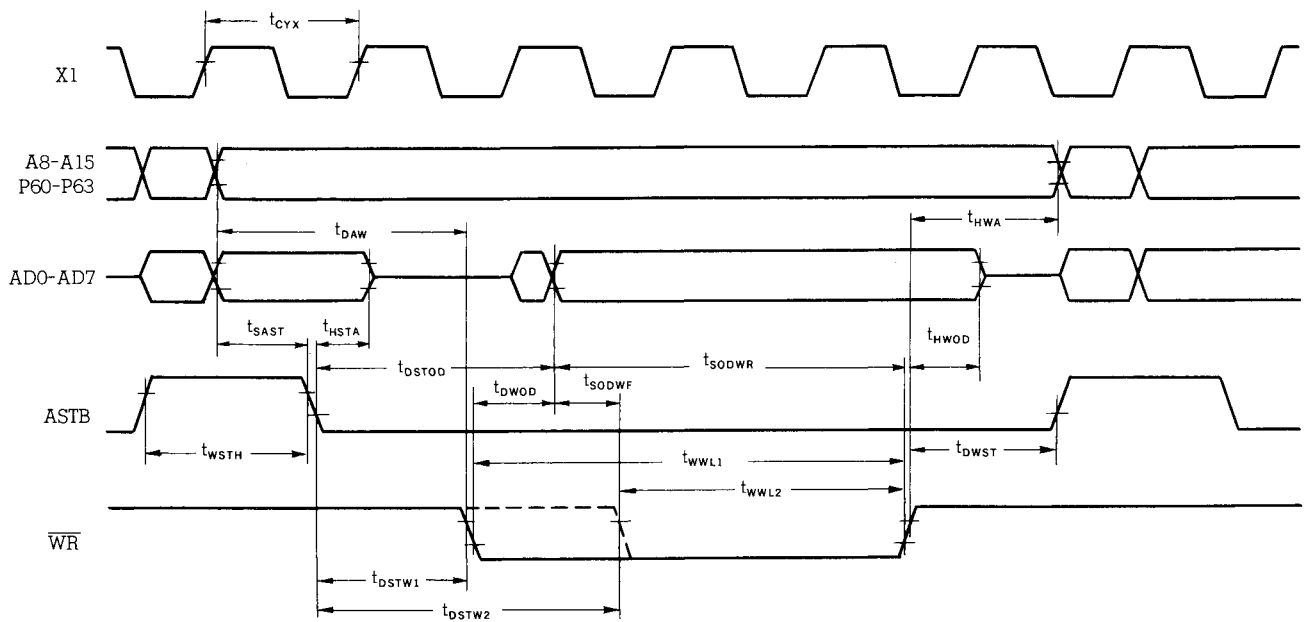 tCYX
X1
A8-A15
P60-P63
tDAW
tHWA
AD0-AD7
tSAST
tHSTA
tHWOD
tDSTOD
tSODWR
tDWOD
tSODWF
ASTB
tWSTH
tDWST
tWWL1
tWWL2
WR
tDSTW1
tDSTW2